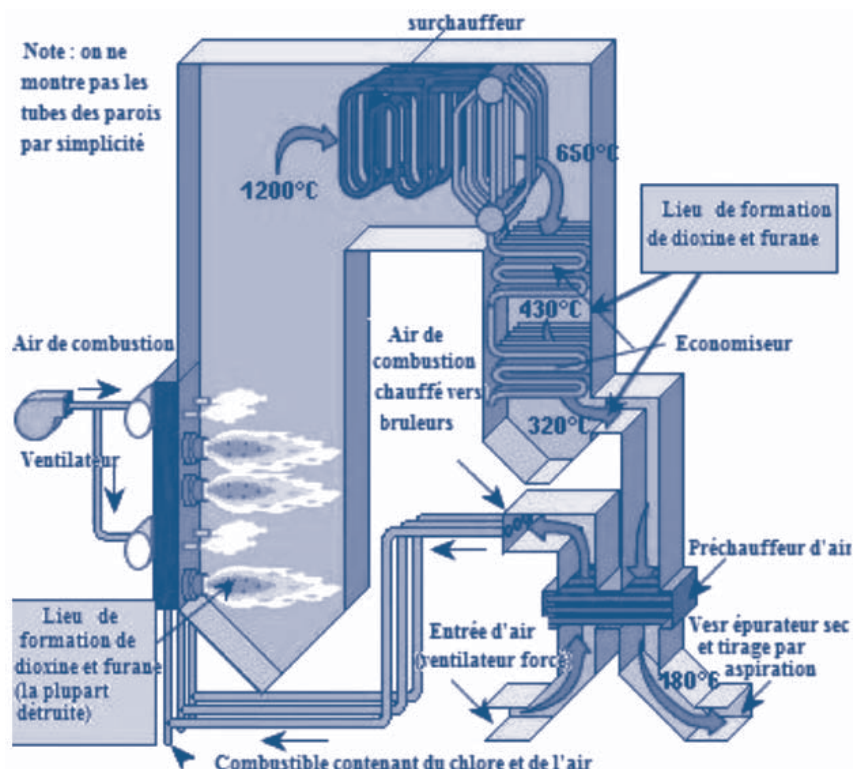 surchauffeur
Note : on ne
montre pas les
tubes des parois
par simplicité
1200°C
650°C
Lieu de formation
de dioxine et furane
430°C
Air de combustion
Air de
combustion
chauffé vers
bruleurs
Economiseur
320°C
Ventilateur
Préchauffeur d'air
Lieu de
formation de
dioxine et furane
(la plupart
détruite)
Entrée d'air
(ventilateur forcé)
Vesr épurateur sec
et tirage par
aspiration
180°C
Combustible contenant du chlore et de l'air